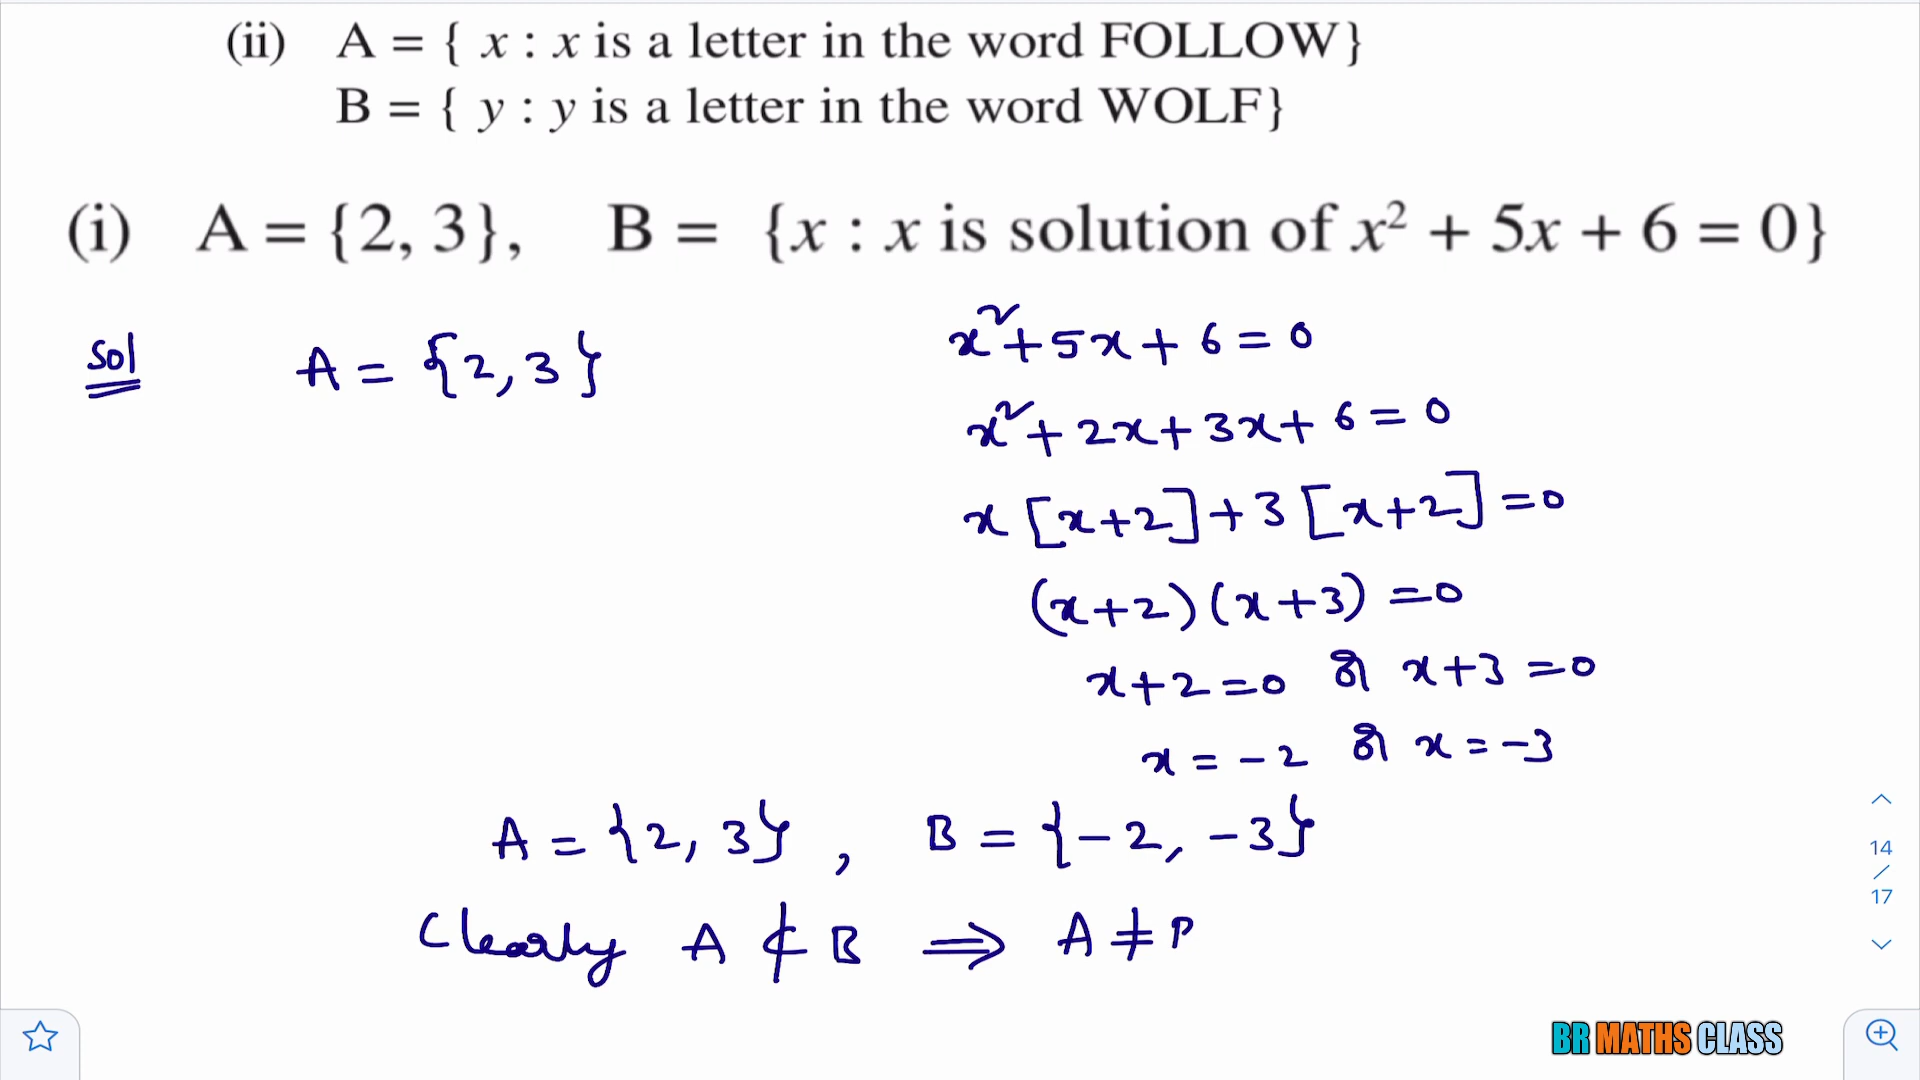 (ii) A = { x : x is a letter in the word FOLLOW}
B = { y : y is a letter in the word WOLF}
(i) A = {2, 3}, B = {x : x is solution of x² + 5x + 6 = 0}
Sol A = {2, 3}
x² + 5x + 6 = 0
x² + 2x + 3x + 6 = 0
x [x+2] + 3 [x+2] = 0
(x+2) (x+3) = 0
x+2 = 0 or x+3 = 0
x = -2 or x = -3
A = {2, 3} , B = {-2, -3}
Clearly A ⊄ B ⟹ A ≠ P
14
/
17
BR MATHS CLASS